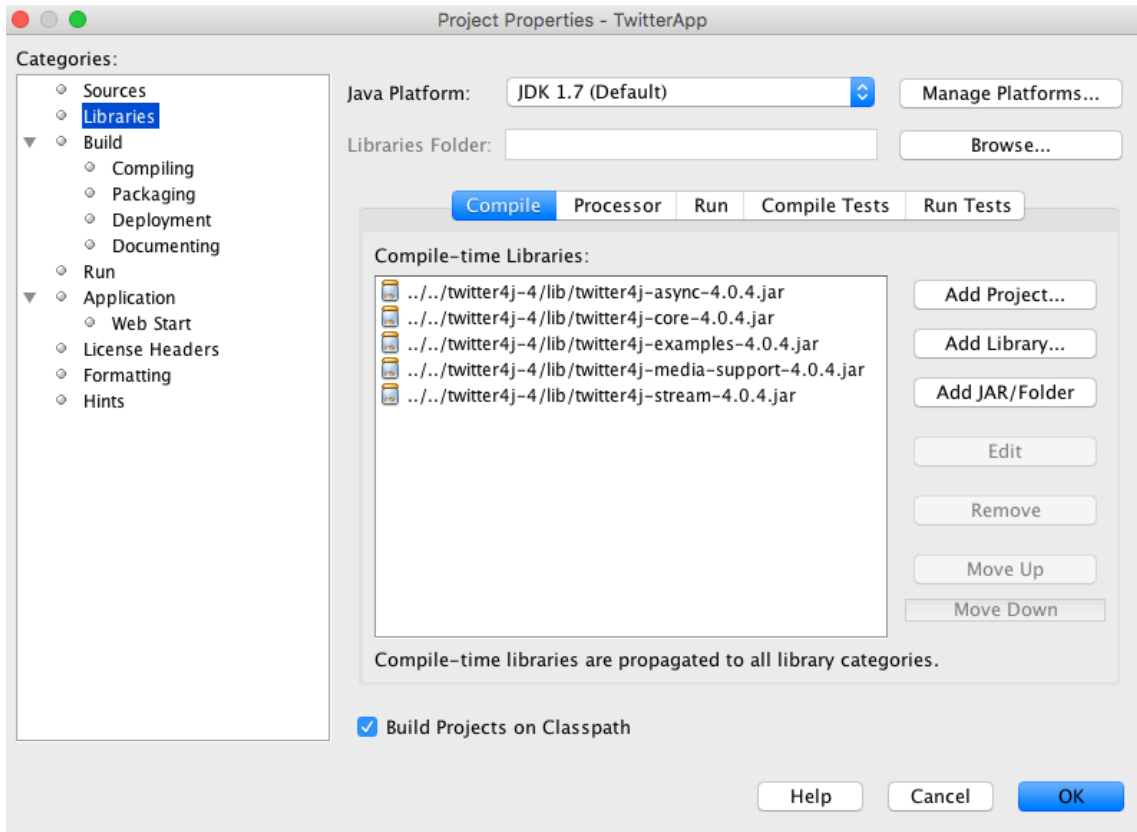 Project Properties - TwitterApp
Categories:
Sources
Libraries
Build
Compiling
Packaging
Deployment
Documenting
Run
Application
Web Start
License Headers
Formatting
Hints
Java Platform: JDK 1.7 (Default) Manage Platforms...
Libraries Folder: Browse...
Compile Processor Run Compile Tests Run Tests
Compile-time Libraries:
../../twitter4j-4/lib/twitter4j-async-4.0.4.jar
../../twitter4j-4/lib/twitter4j-core-4.0.4.jar
../../twitter4j-4/lib/twitter4j-examples-4.0.4.jar
../../twitter4j-4/lib/twitter4j-media-support-4.0.4.jar
../../twitter4j-4/lib/twitter4j-stream-4.0.4.jar
Add Project...
Add Library...
Add JAR/Folder
Edit
Remove
Move Up
Move Down
Compile-time libraries are propagated to all library categories.
Build Projects on Classpath
Help Cancel OK